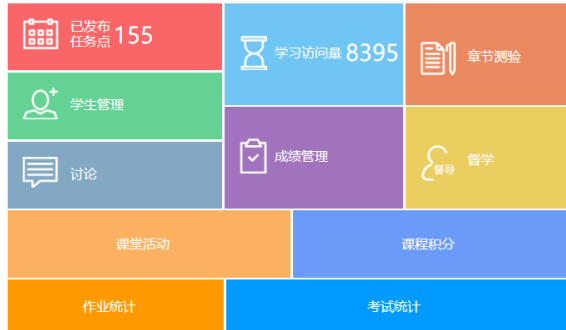 已发布
任务点 155
学习访问量 8395
章节测验
学生管理
成绩管理
督导
督学
讨论
课堂活动
课程积分
作业统计
考试统计